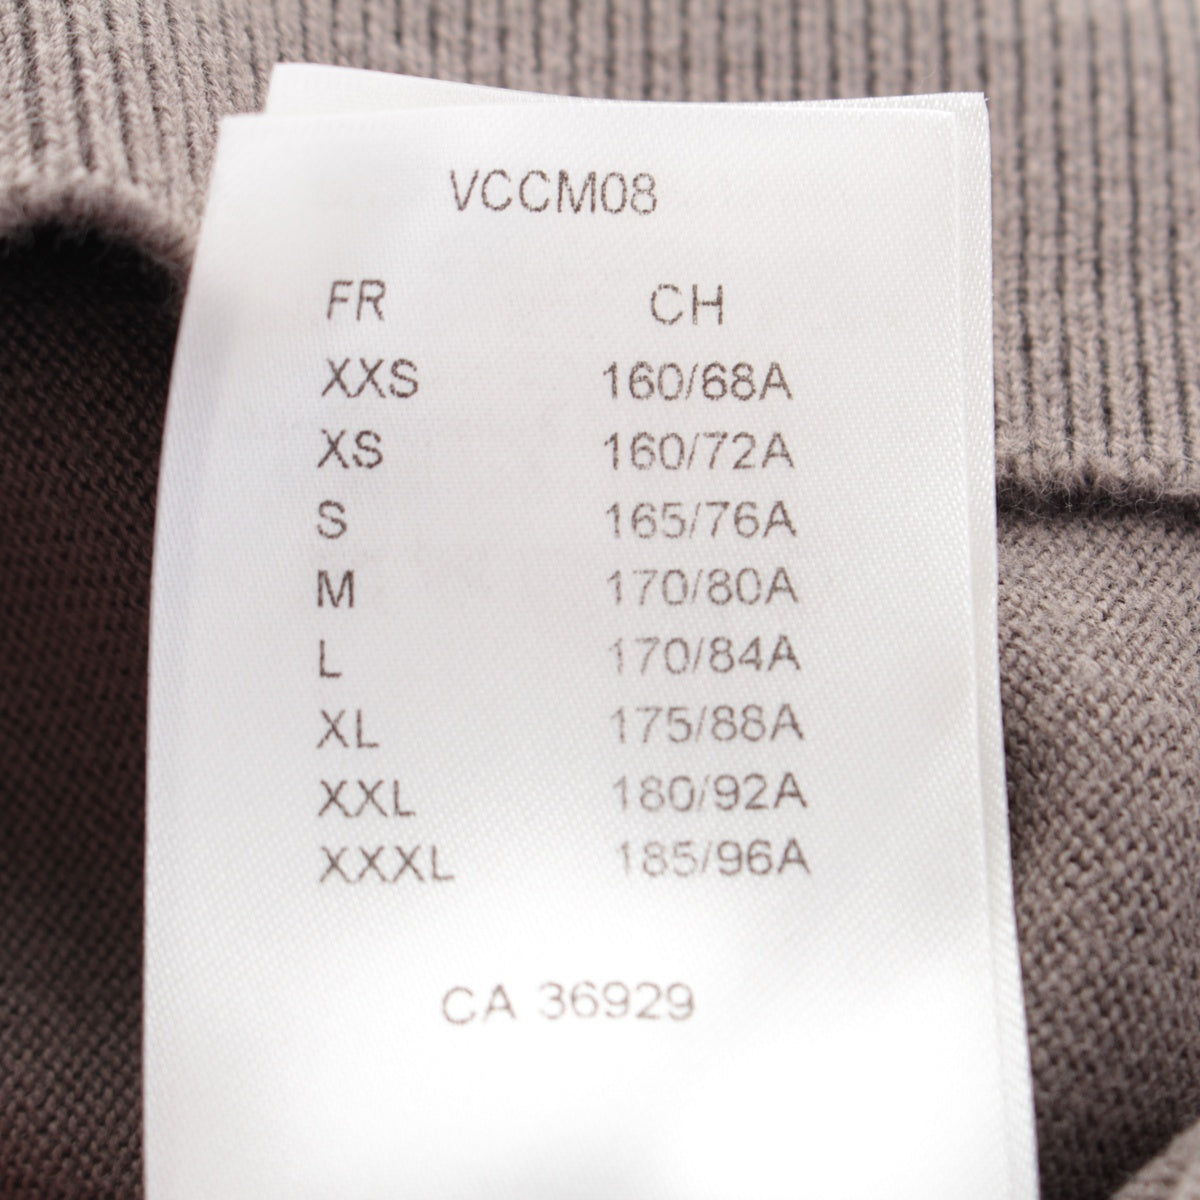 VCCM08
FR CH
XXS 160/68A
XS 160/72A
S 165/76A
M 170/80A
L 170/84A
XL 175/88A
XXL 180/92A
XXXL 185/96A
CA 36929